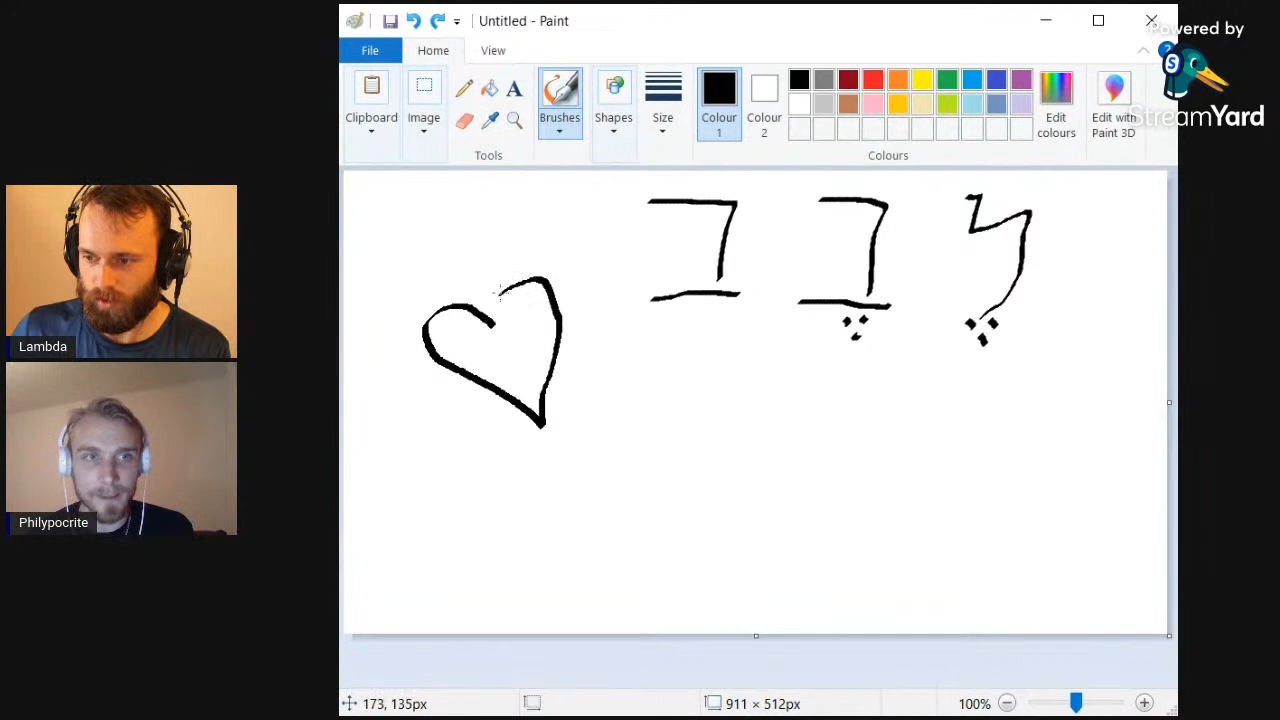 Untitled - Paint
File Home View
Clipboard
Image
Tools
Brushes
Shapes
Size
Colour
1
Colour
2
Edit
colours
Edit with
Paint 3D
Colours
Powered by
StreamYard
Lambda
Philypocrite
173, 135px
911 × 512px
100%